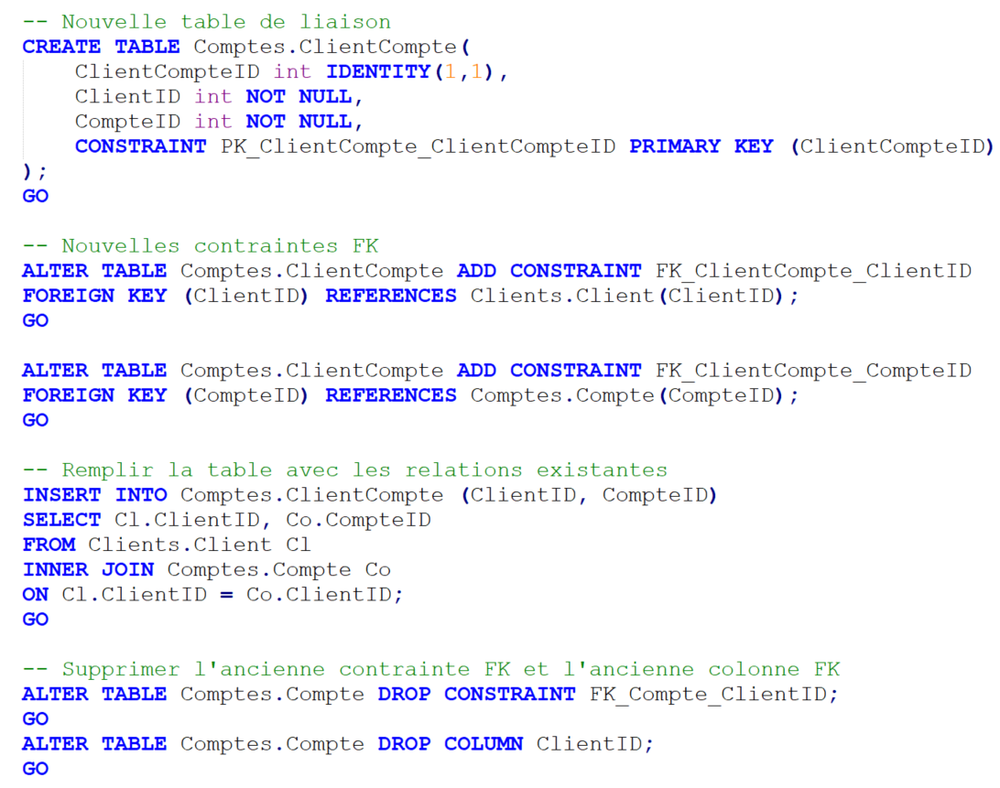 -- Nouvelle table de liaison
CREATE TABLE Comptes.ClientCompte(
    ClientCompteID int IDENTITY(1,1),
    ClientID int NOT NULL,
    CompteID int NOT NULL,
    CONSTRAINT PK_ClientCompte_ClientCompteID PRIMARY KEY (ClientCompteID)
);
GO

-- Nouvelles contraintes FK
ALTER TABLE Comptes.ClientCompte ADD CONSTRAINT FK_ClientCompte_ClientID
FOREIGN KEY (ClientID) REFERENCES Clients.Client(ClientID);
GO

ALTER TABLE Comptes.ClientCompte ADD CONSTRAINT FK_ClientCompte_CompteID
FOREIGN KEY (CompteID) REFERENCES Comptes.Compte(CompteID);
GO

-- Remplir la table avec les relations existantes
INSERT INTO Comptes.ClientCompte (ClientID, CompteID)
SELECT Cl.ClientID, Co.CompteID
FROM Clients.Client Cl
INNER JOIN Comptes.Compte Co
ON Cl.ClientID = Co.ClientID;
GO

-- Supprimer l'ancienne contrainte FK et l'ancienne colonne FK
ALTER TABLE Comptes.Compte DROP CONSTRAINT FK_Compte_ClientID;
GO
ALTER TABLE Comptes.Compte DROP COLUMN ClientID;
GO